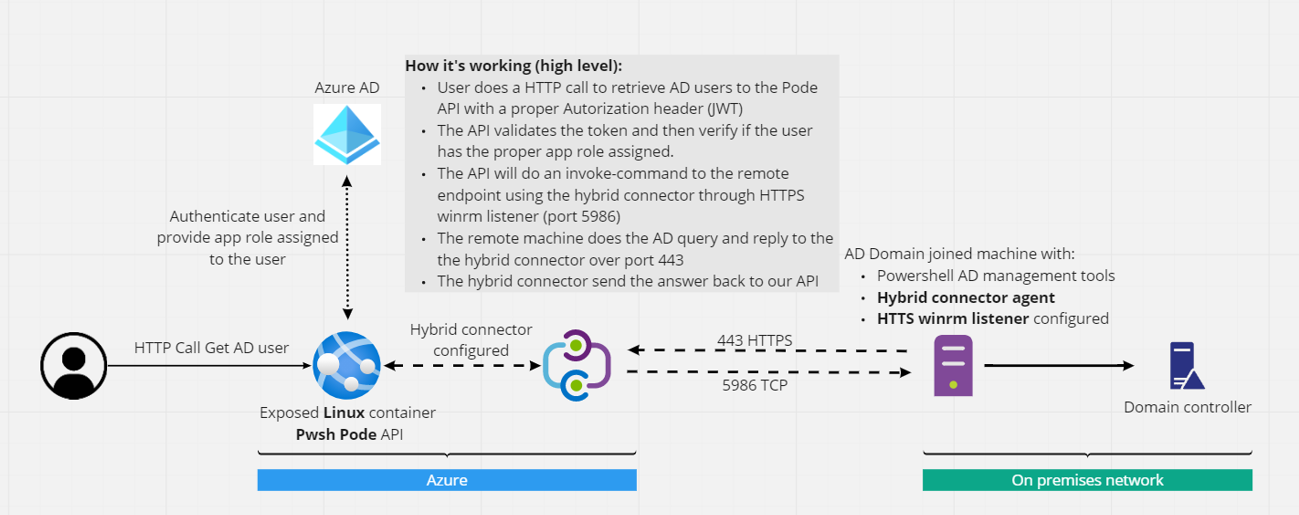 How it's working (high level):
• User does a HTTP call to retrieve AD users to the Pode
API with a proper Autorization header (JWT)
• The API validates the token and then verify if the user
has the proper app role assigned.
• The API will do an invoke-command to the remote
endpoint using the hybrid connector through HTTPS
winrm listener (port 5986)
• The remote machine does the AD query and reply to the
the hybrid connector over port 443
• The hybrid connector send the answer back to our API
Azure AD
Authenticate user and
provide app role assigned
to the user
AD Domain joined machine with:
• Powershell AD management tools
• Hybrid connector agent
• HTTS winrm listener configured
HTTP Call Get AD user
Hybrid connector
configured
443 HTTPS
5986 TCP
Exposed Linux container
Pwsh Pode API
Domain controller
Azure
On premises network